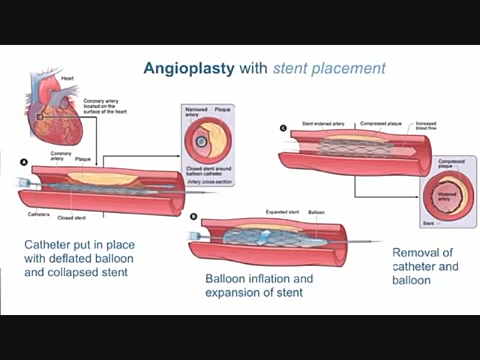 Angioplasty with stent placement
Heart
Coronary artery
located on the
surface of the heart
Narrowed
artery
Plaque
Closed stent around
balloon catheter
Artery cross-section
A
Coronary
artery
Plaque
Catheters
Closed stent
Catheter put in place
with deflated balloon
and collapsed stent
B
Expanded stent
Balloon
Balloon inflation and
expansion of stent
C
Stent widened artery
Compressed plaque
Increased
blood flow
Compressed
plaque
Widened
artery
Stent
Removal of
catheter and
balloon